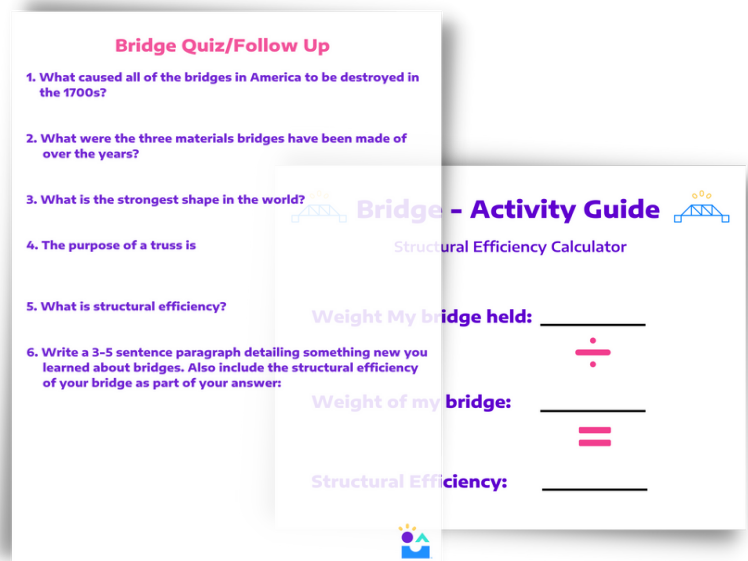 Bridge Quiz/Follow Up
1. What caused all of the bridges in America to be destroyed in
the 1700s?
2. What were the three materials bridges have been made of
over the years?
3. What is the strongest shape in the world?
4. The purpose of a truss is
5. What is structural efficiency?
6. Write a 3-5 sentence paragraph detailing something new you
learned about bridges. Also include the structural efficiency
of your bridge as part of your answer:
Bridge - Activity Guide
Structural Efficiency Calculator
Weight My bridge held:
÷
Weight of my bridge:
=
Structural Efficiency: